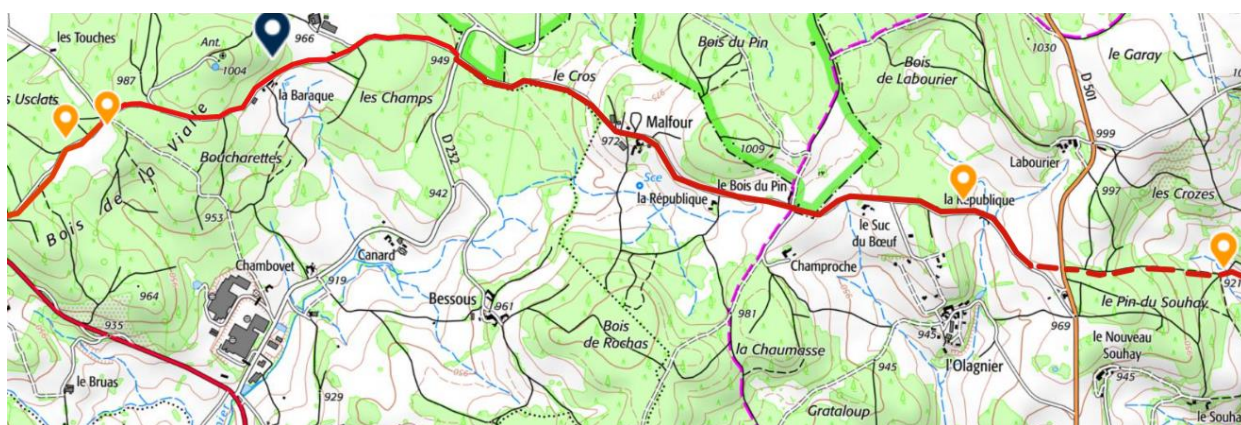 les Touches
966
Ant.
1004
987
s Usclats
la Baraque
Bois de la Vialle
Boucharettes
les Champs
949
D 232
942
953
le Cros
Malfour
972
Sce
la République
Bois du Pin
1009
le Bois du Pin
Bois
de Labourier
1030
D 501
le Garay
999
Labourier
997
les Crozes
la République
le Suc
du Bœuf
Champroche
Chambovet
919
Canard
Bessous
961
964
935
le Bruas
929
Bois
de Rochas
981
la Chaumasse
945
Grataloup
945
l'Olagnier
969
921
le Pin du Souhay
le Nouveau
Souhay
945
le Souha